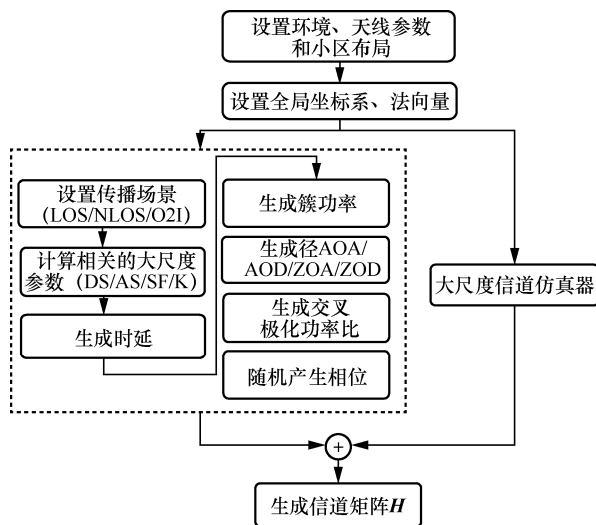 设置环境、天线参数
和小区布局
设置全局坐标系、法向量
设置传播场景
(LOS/NLOS/O2I)
计算相关的大尺度
参数（DS/AS/SF/K）
生成时延
生成簇功率
生成径AOA/
AOD/ZOA/ZOD
生成交叉
极化功率比
随机产生相位
大尺度信道仿真器
+
生成信道矩阵H